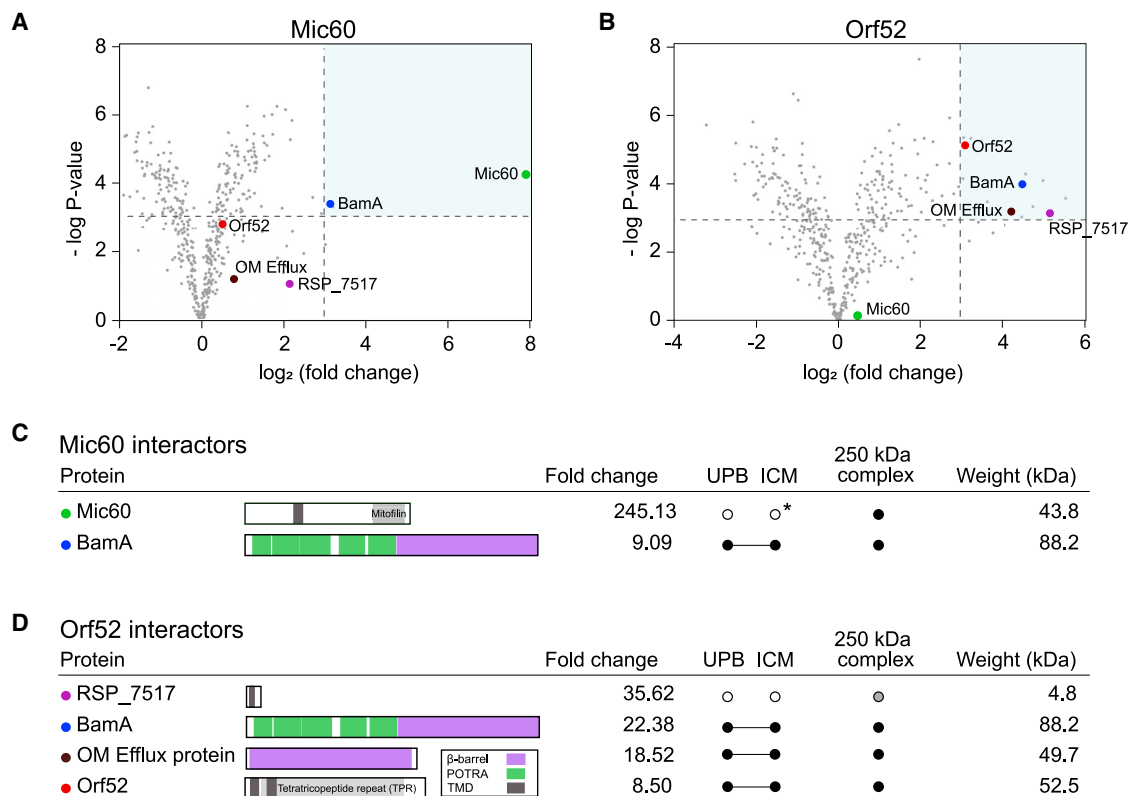 A
Mic60
8
6
4
2
0
-2
0
2
4
6
8
- log P-value
log₂ (fold change)
Mic60
BamA
Orf52
OM Efflux
RSP_7517
B
Orf52
8
6
4
2
0
-4
-2
0
2
4
6
- log P-value
log₂ (fold change)
Orf52
BamA
OM Efflux
RSP_7517
Mic60
C
Mic60 interactors
Protein Fold change UPB ICM 250 kDa complex Weight (kDa)
Mic60 Mitofilin 245.13 * 43.8
BamA 9.09 88.2
D
Orf52 interactors
Protein Fold change UPB ICM 250 kDa complex Weight (kDa)
RSP_7517 35.62 4.8
BamA 22.38 88.2
OM Efflux protein 18.52 49.7
Orf52 Tetratricopeptide repeat (TPR) 8.50 52.5
β-barrel
POTRA
TMD